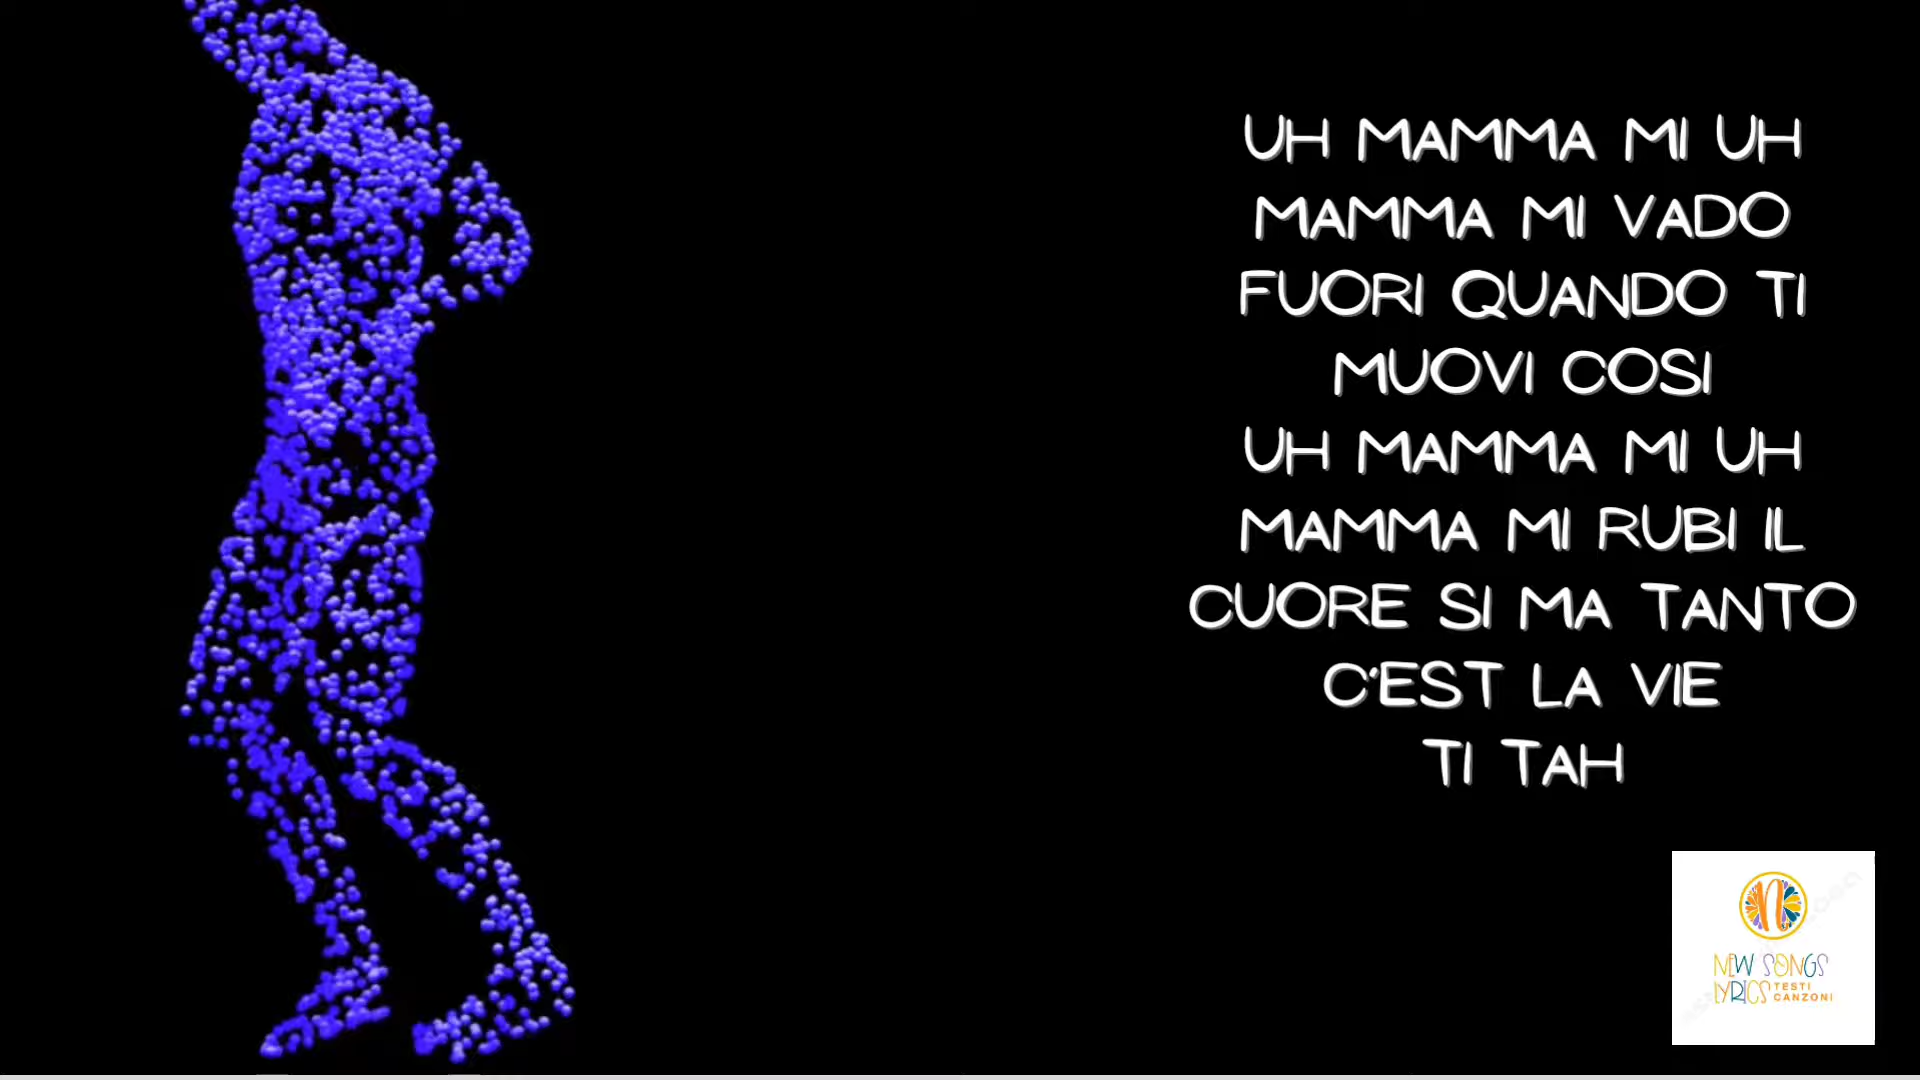 UH MAMMA MI UH
MAMMA MI VADO
FUORI QUANDO TI
MUOVI COSI
UH MAMMA MI UH
MAMMA MI RUBI IL
CUORE SI MA TANTO
C'EST LA VIE
TI TAH
NEW SONGS
LYRICS TESTI
CANZONI